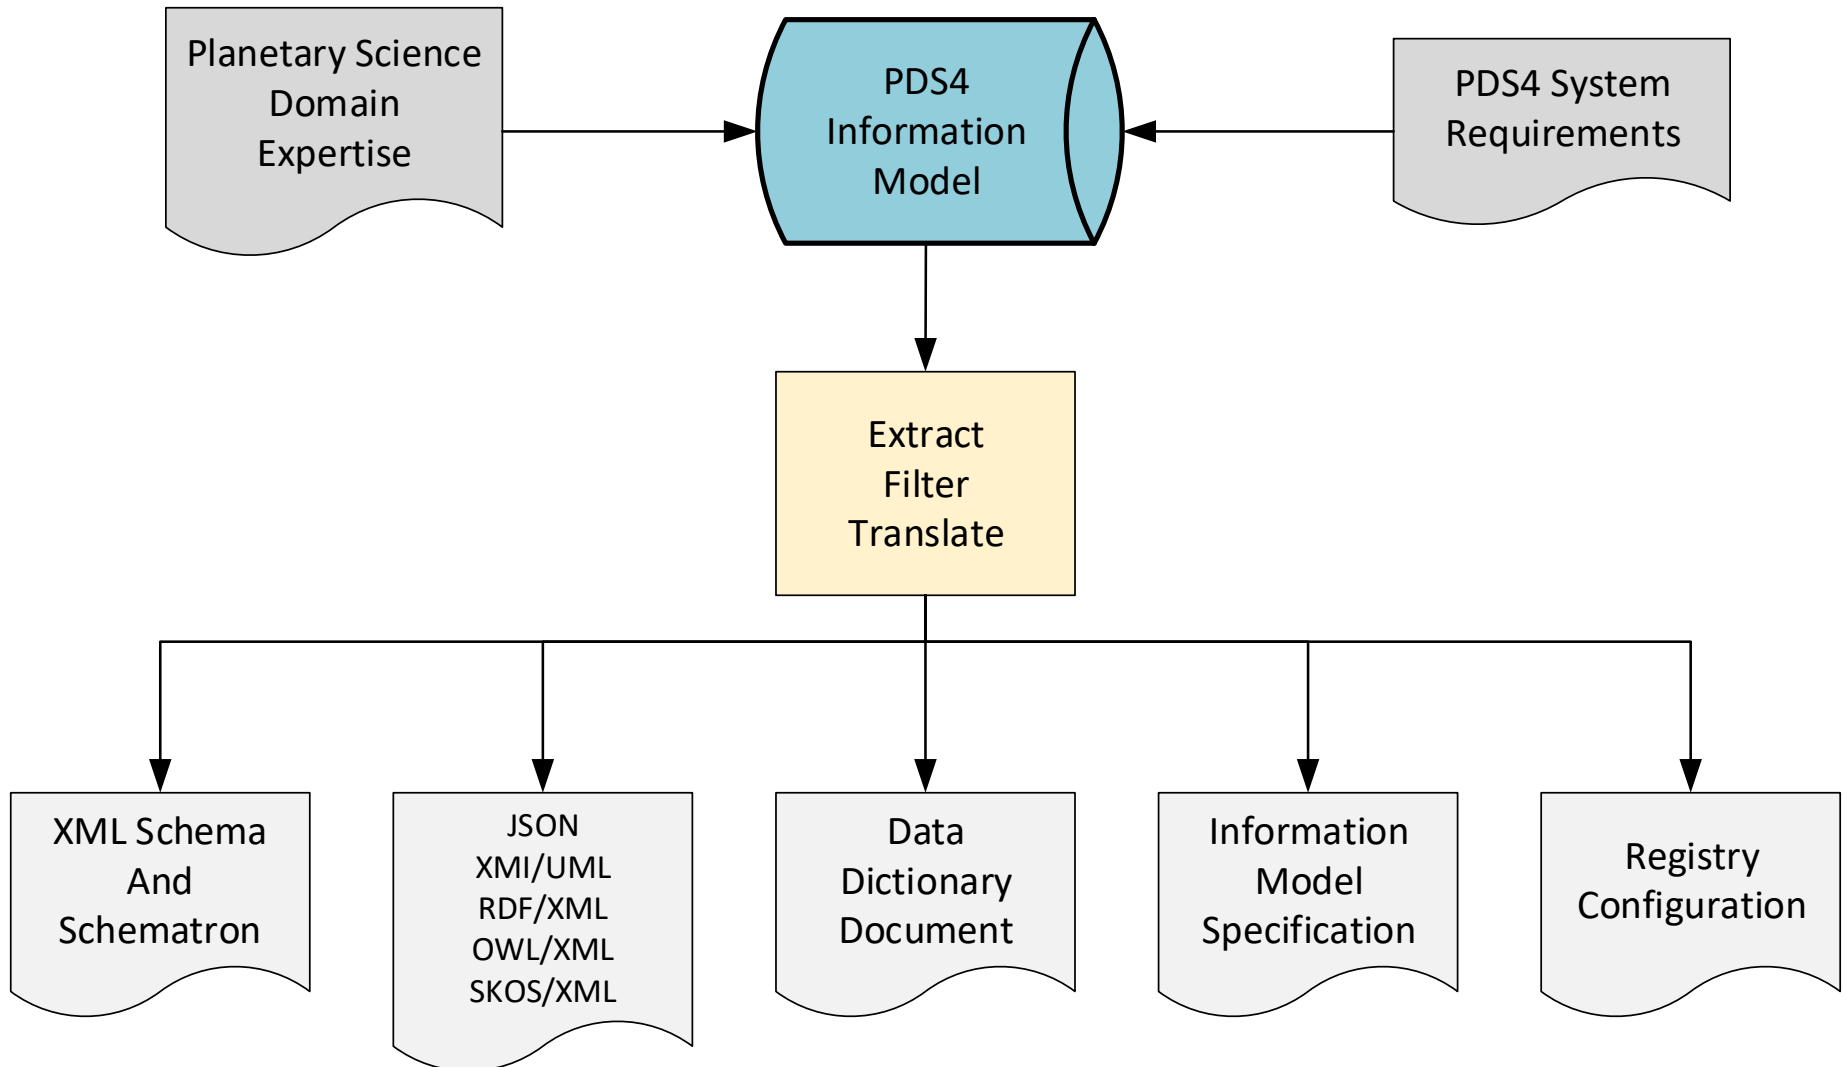 Planetary Science
Domain
Expertise
PDS4
Information
Model
PDS4 System
Requirements
Extract
Filter
Translate
XML Schema
And
Schematron
JSON
XMI/UML
RDF/XML
OWL/XML
SKOS/XML
Data
Dictionary
Document
Information
Model
Specification
Registry
Configuration